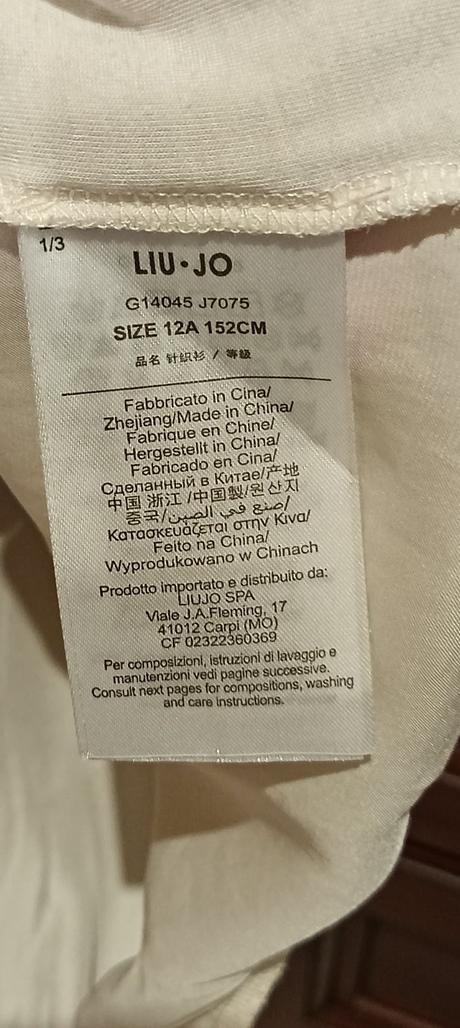 1/3
LIU·JO
G14045 J7075
SIZE 12A 152CM
品名 针织衫 / 等級
Fabbricato in Cina/
Zhejiang/Made in China/
Fabrique en Chine/
Hergestellt in China/
Fabricado en Cina/
Сделанный в Китае/产地
中国 浙江 /中国製/원산지
중국/صنع في الصين/
Κατασκευάζεται στην Κίνα/
Feito na China/
Wyprodukowano w Chinach
Prodotto importato e distribuito da:
LIUJO SPA
Viale J.A.Fleming, 17
41012 Carpi (MO)
CF 02322360369
Per composizioni, istruzioni di lavaggio e
manutenzioni vedi pagine successive.
Consult next pages for compositions, washing
and care instructions.